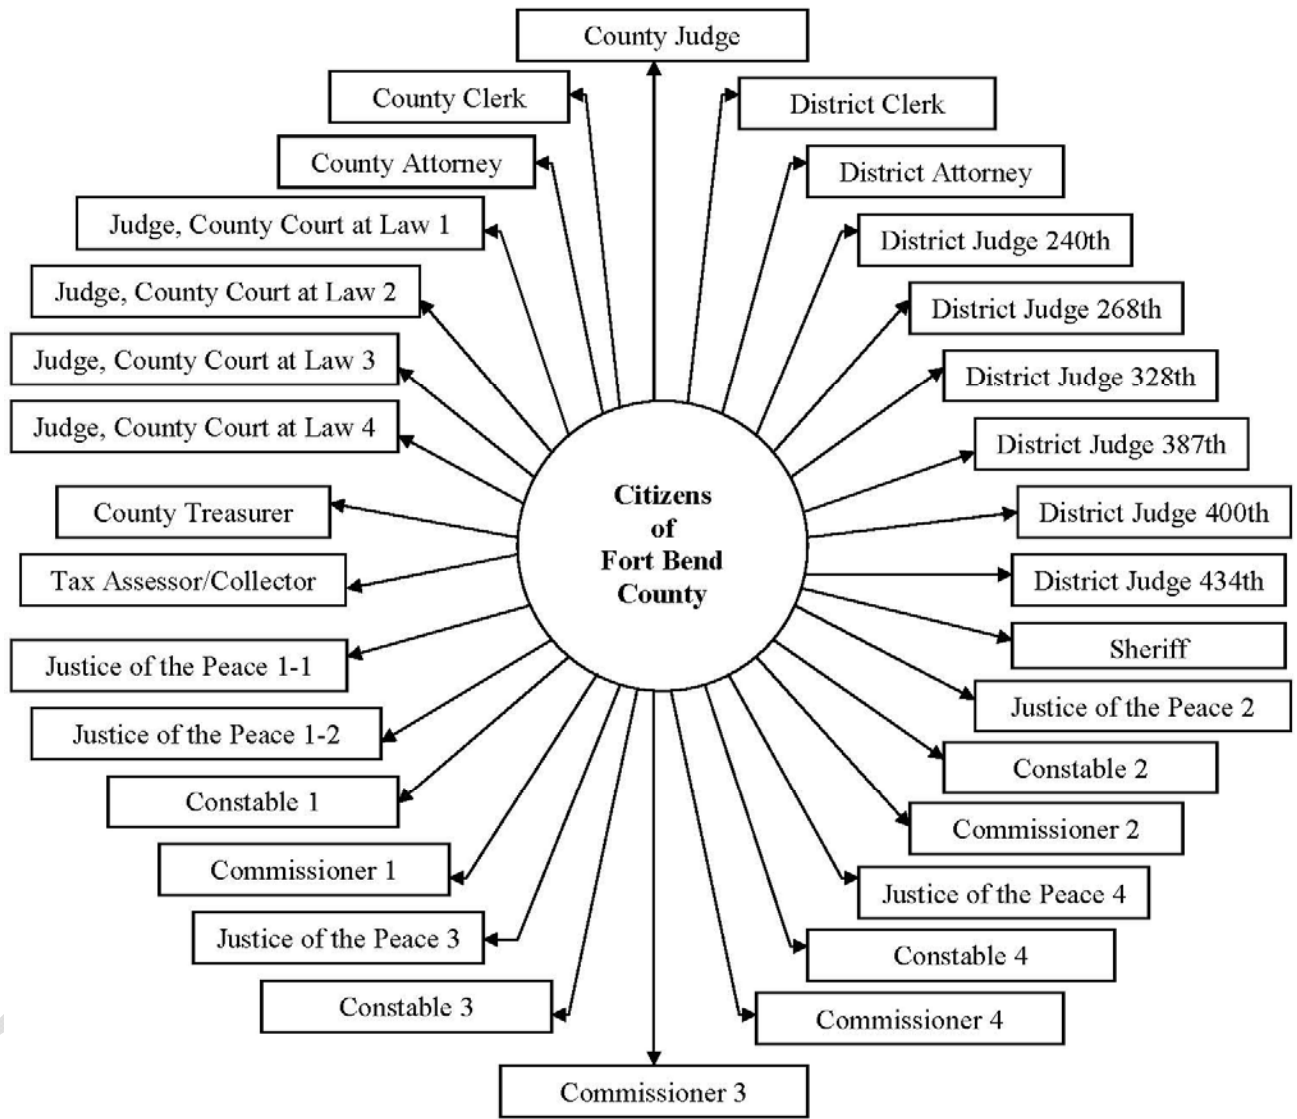 County Judge
County Clerk
District Clerk
County Attorney
District Attorney
Judge, County Court at Law 1
District Judge 240th
Judge, County Court at Law 2
District Judge 268th
Judge, County Court at Law 3
District Judge 328th
Judge, County Court at Law 4
District Judge 387th
Citizens
of
Fort Bend
County
County Treasurer
District Judge 400th
Tax Assessor/Collector
District Judge 434th
Sheriff
Justice of the Peace 1-1
Justice of the Peace 2
Justice of the Peace 1-2
Constable 2
Constable 1
Commissioner 2
Commissioner 1
Justice of the Peace 4
Justice of the Peace 3
Constable 4
Constable 3
Commissioner 4
Commissioner 3